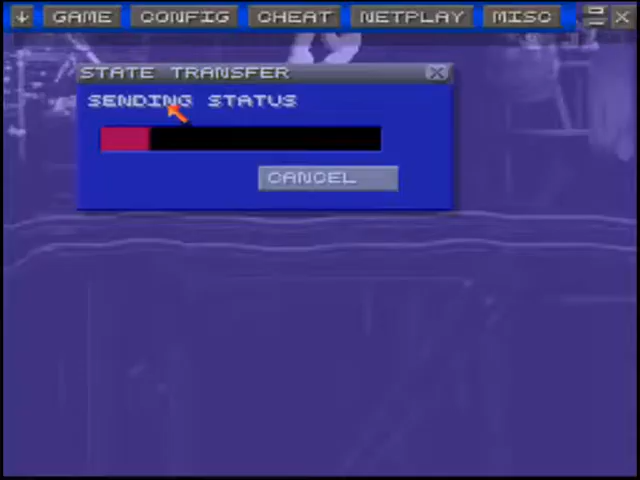 GAME CONFIG CHEAT NETPLAY MISC
STATE TRANSFER
SENDING STATUS
CANCEL